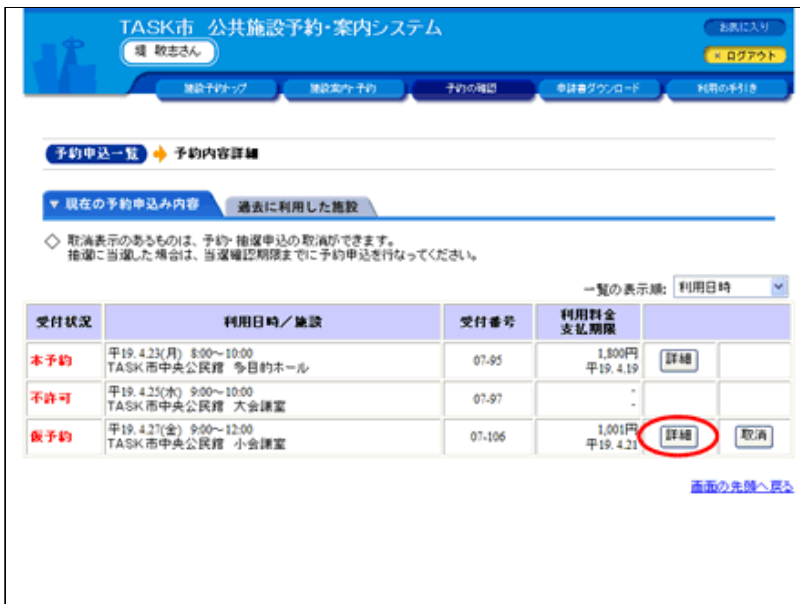 TASK市 公共施設予約・案内システム
お気に入り
堤 敬志さん
× ログアウト
施設予約トップ 施設案内・予約 予約の確認 申請書ダウンロード 利用の手引き
予約申込一覧 予約内容詳細
▼ 現在の予約申込み内容 過去に利用した施設
◇ 取消表示のあるものは、予約・抽選申込の取消ができます。
抽選に当選した場合は、当選確認期限までに予約申込を行なってください。
一覧の表示順: 利用日時
受付状況 利用日時／施設 受付番号 利用料金
支払期限
本予約 平19. 4.23(月) 8:00～10:00 07-95 1,800円 詳細
TASK市中央公民館 多目的ホール 平19. 4.19
不許可 平19. 4.25(水) 9:00～10:00 07-97 -
TASK市中央公民館 大会議室 -
仮予約 平19. 4.27(金) 9:00～12:00 07-106 1,001円 詳細 取消
TASK市中央公民館 小会議室 平19. 4.21
画面の先頭へ戻る